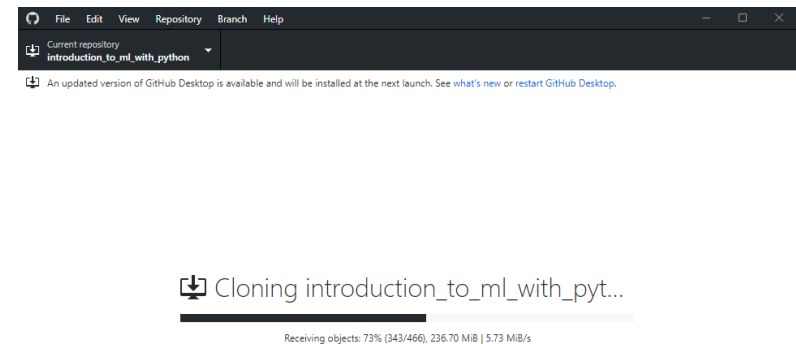 File Edit View Repository Branch Help
Current repository
introduction_to_ml_with_python
An updated version of GitHub Desktop is available and will be installed at the next launch. See what's new or restart GitHub Desktop.
Cloning introduction_to_ml_with_pyt...
Receiving objects: 73% (343/466), 236.70 MiB | 5.73 MiB/s